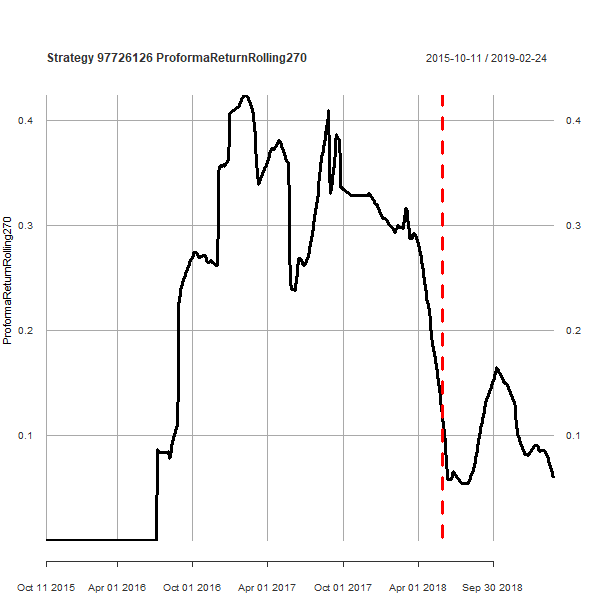 Strategy 97726126 ProformaReturnRolling270
2015-10-11 / 2019-02-24
0.4 0.4
0.3 0.3
0.2 0.2
0.1 0.1
ProformaReturnRolling270
Oct 11 2015 Apr 01 2016 Oct 01 2016 Apr 01 2017 Oct 01 2017 Apr 01 2018 Sep 30 2018